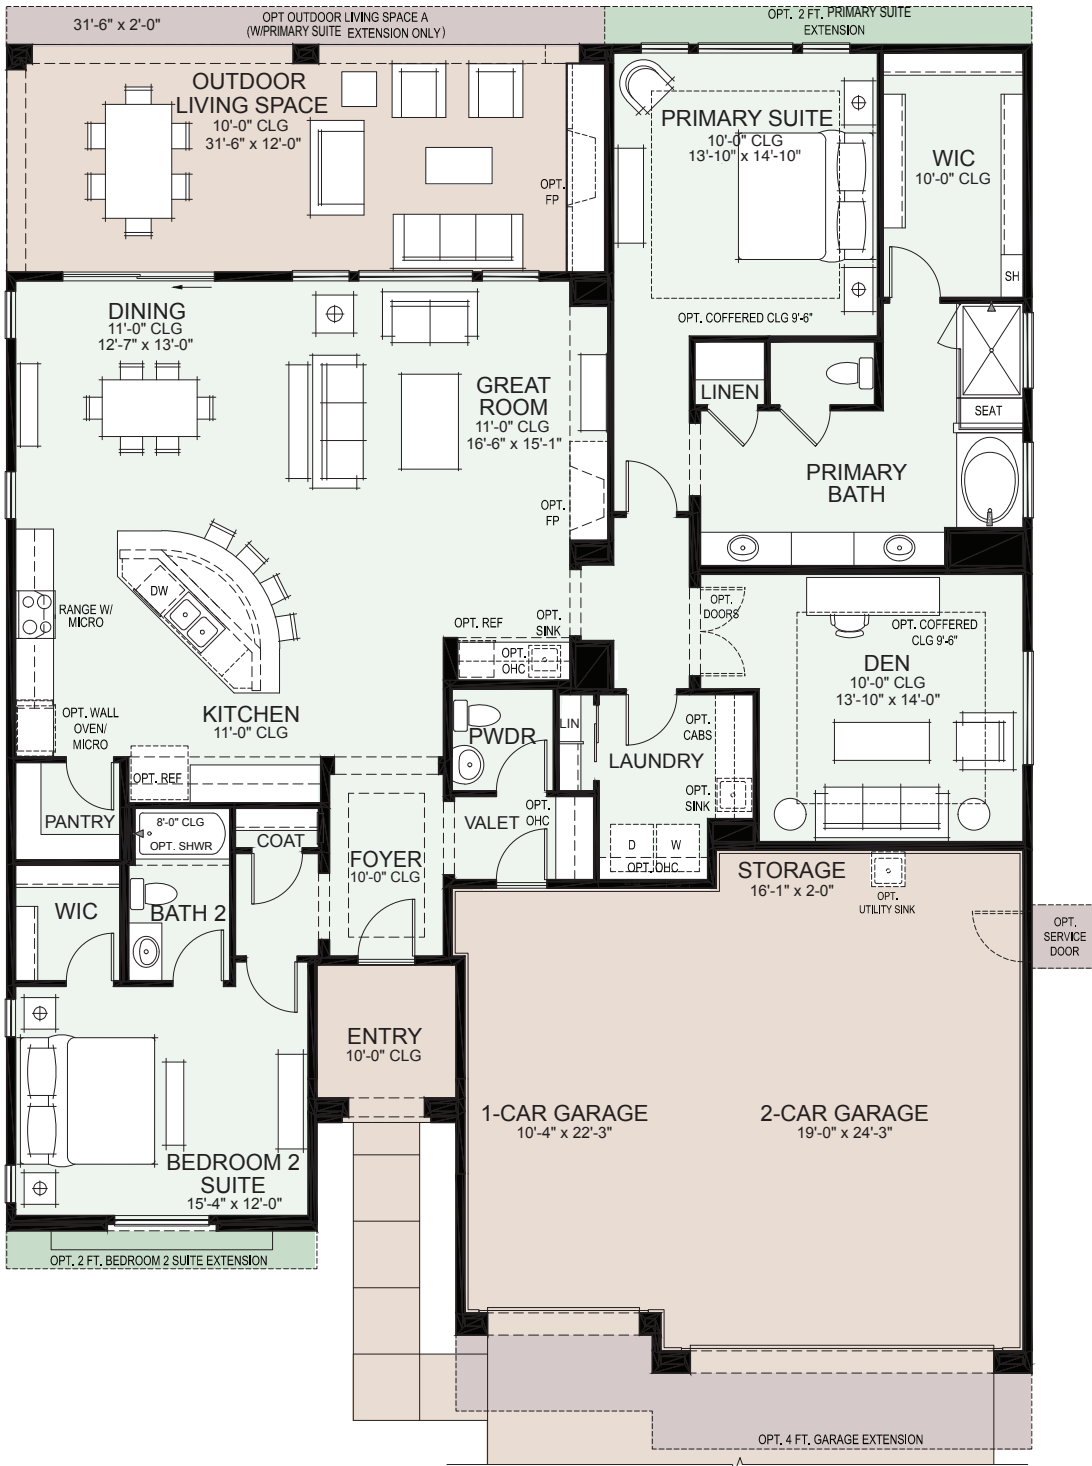 31'-6" x 2'-0"
OPT OUTDOOR LIVING SPACE A
(W/PRIMARY SUITE EXTENSION ONLY)
OPT. 2 FT. PRIMARY SUITE
EXTENSION
OUTDOOR
LIVING SPACE
10'-0" CLG
31'-6" x 12'-0"
OPT.
FP
PRIMARY SUITE
10'-0" CLG
13'-10" x 14'-10"
OPT. COFFERED CLG 9'-6"
WIC
10'-0" CLG
SH
DINING
11'-0" CLG
12'-7" x 13'-0"
GREAT
ROOM
11'-0" CLG
16'-6" x 15'-1"
OPT.
FP
LINEN
SEAT
PRIMARY
BATH
DW
RANGE W/
MICRO
OPT. REF
OPT.
SINK
OPT.
OHC
OPT.
DOORS
OPT. COFFERED
CLG 9'-6"
DEN
10'-0" CLG
13'-10" x 14'-0"
OPT. WALL
OVEN/
MICRO
KITCHEN
11'-0" CLG
OPT. REF
PWDR
LIN
LAUNDRY
OPT.
CABS
OPT.
SINK
PANTRY
8'-0" CLG
OPT. SHWR
COAT
FOYER
10'-0" CLG
VALET
OPT.
OHC
D
W
OPT.OHC
STORAGE
16'-1" x 2-0"
OPT.
UTILITY SINK
OPT.
SERVICE
DOOR
WIC
BATH 2
ENTRY
10'-0" CLG
1-CAR GARAGE
10'-4" x 22'-3"
2-CAR GARAGE
19'-0" x 24'-3"
BEDROOM 2
SUITE
15'-4" x 12'-0"
OPT. 2 FT. BEDROOM 2 SUITE EXTENSION
OPT. 4 FT. GARAGE EXTENSION